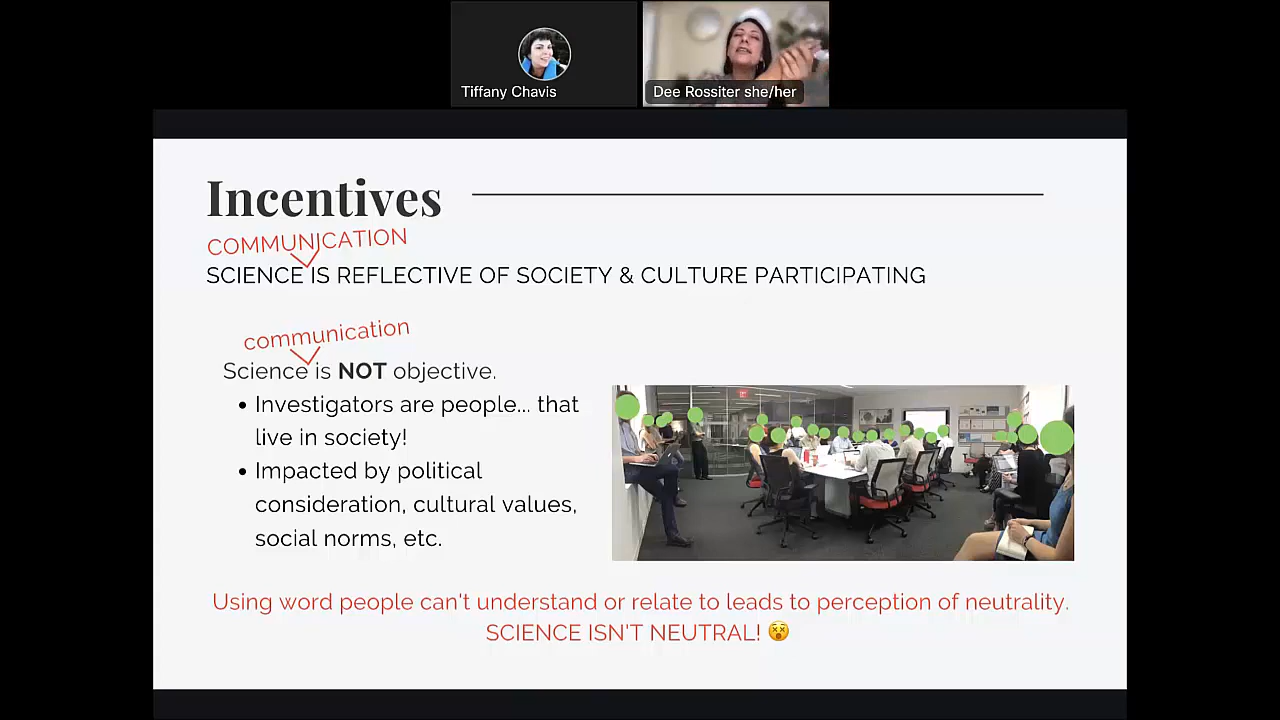 Tiffany Chavis
Dee Rossiter she/her
Incentives
COMMUNICATION
SCIENCE IS REFLECTIVE OF SOCIETY & CULTURE PARTICIPATING
communication
Science is NOT objective.
• Investigators are people... that
live in society!
• Impacted by political
consideration, cultural values,
social norms, etc.
Using word people can't understand or relate to leads to perception of neutrality.
SCIENCE ISN'T NEUTRAL! 😵